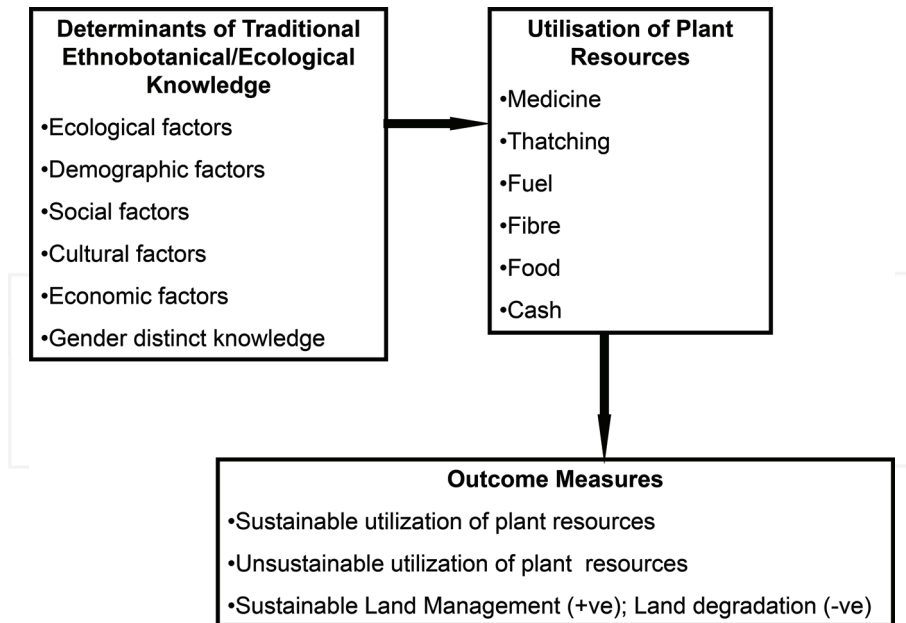 Determinants of Traditional
Ethnobotanical/Ecological
Knowledge
•Ecological factors
•Demographic factors
•Social factors
•Cultural factors
•Economic factors
•Gender distinct knowledge
Utilisation of Plant
Resources
•Medicine
•Thatching
•Fuel
•Fibre
•Food
•Cash
Outcome Measures
•Sustainable utilization of plant resources
•Unsustainable utilization of plant  resources
•Sustainable Land Management (+ve); Land degradation (-ve)